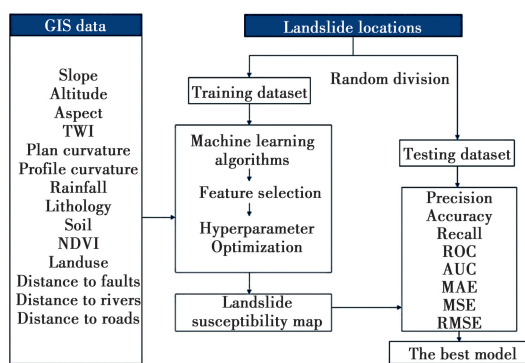 GIS data
Slope
Altitude
Aspect
TWI
Plan curvature
Profile curvature
Rainfall
Lithology
Soil
NDVI
Landuse
Distance to faults
Distance to rivers
Distance to roads
Landslide locations
Random division
Training dataset
Machine learning
algorithms
Feature selection
Hyperparameter
Optimization
Landslide
susceptibility map
Testing dataset
Precision
Accuracy
Recall
ROC
AUC
MAE
MSE
RMSE
The best model